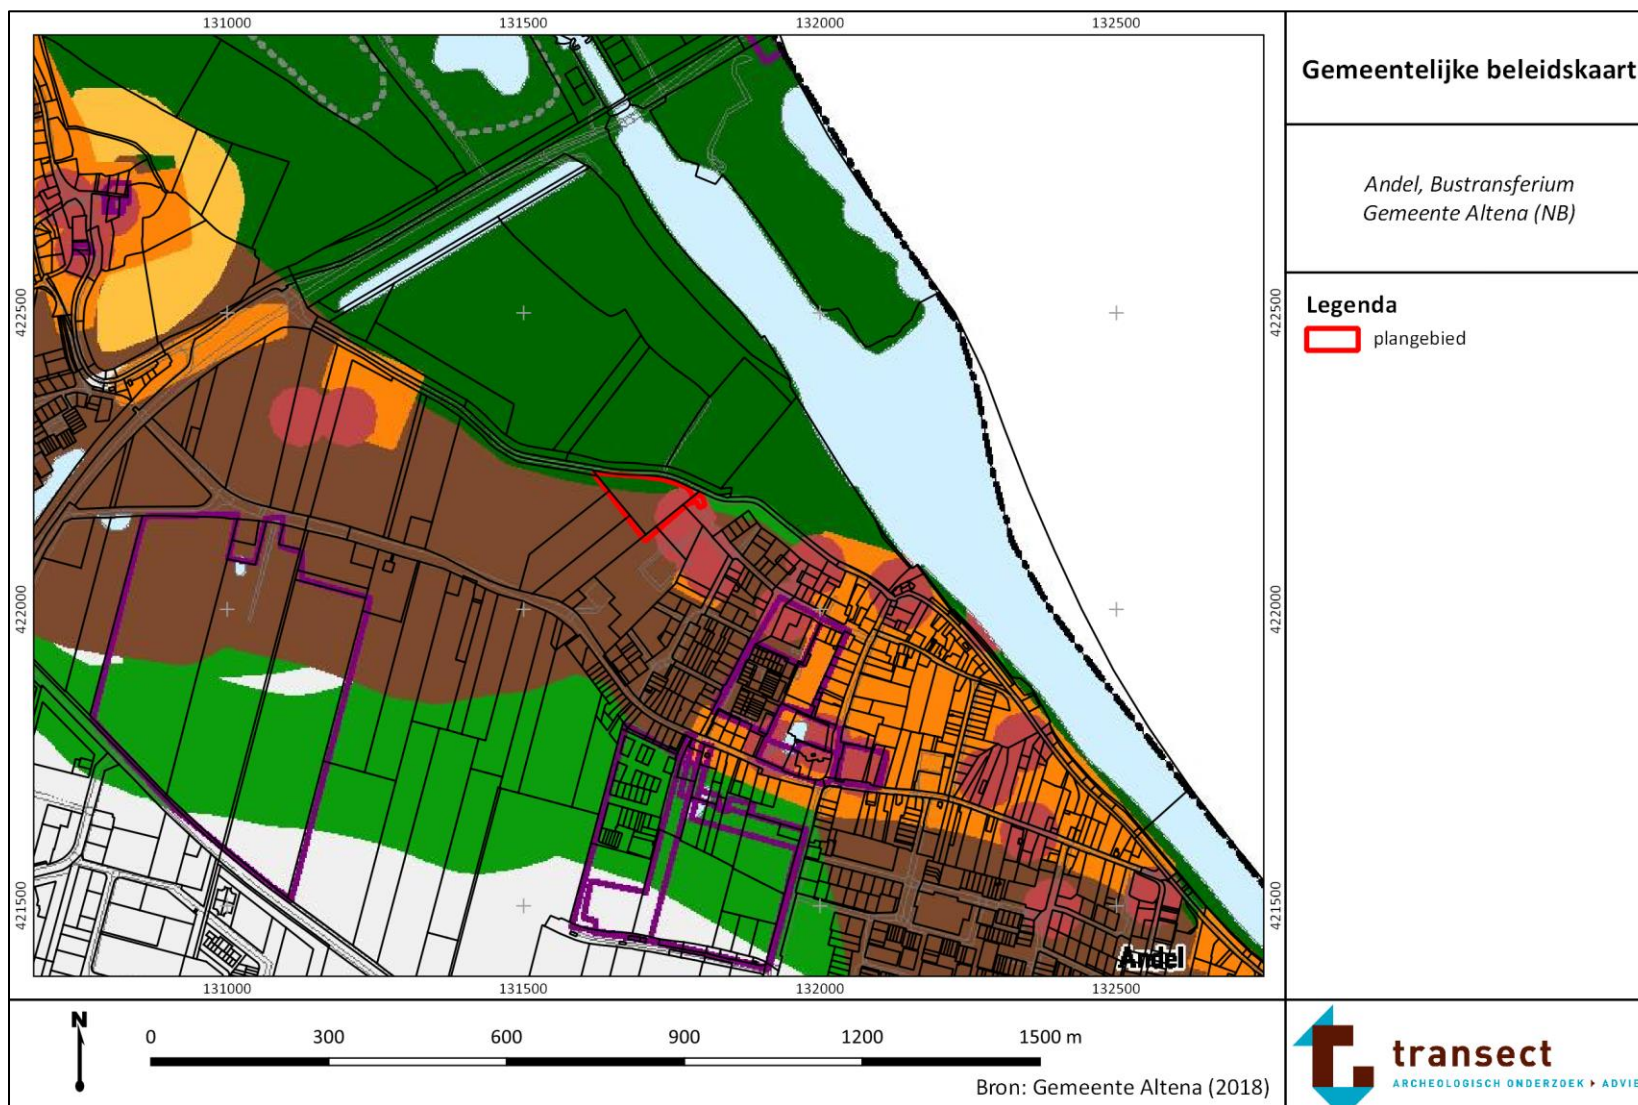 131000 131500 132000 132500
Gemeentelijke beleidskaart
Andel, Bustransferium
Gemeente Altena (NB)
Legenda
plangebied
422500 422500
422000 422000
421500 421500
Andel
131000 131500 132000 132500
N
0 300 600 900 1200 1500 m
Bron: Gemeente Altena (2018)
transect
ARCHEOLOGISCH ONDERZOEK ADVIE